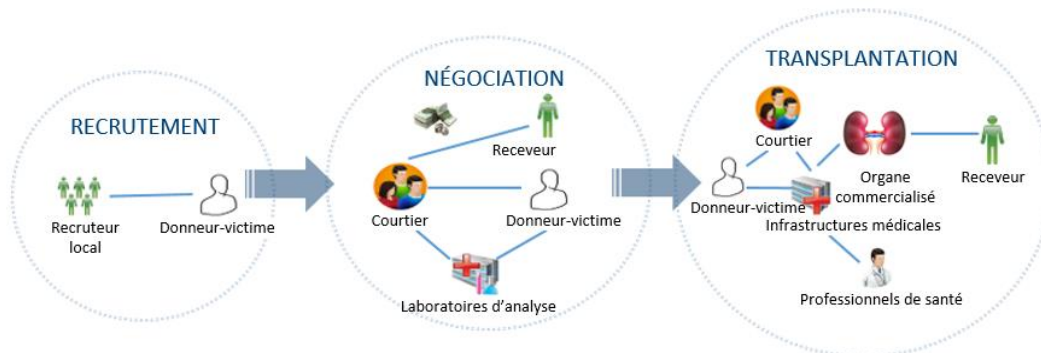 RECRUTEMENT
Recruteur
local
Donneur-victime
NÉGOCIATION
Receveur
Courtier
Donneur-victime
Laboratoires d’analyse
TRANSPLANTATION
Courtier
Organe
commercialisé
Receveur
Donneur-victime
Infrastructures médicales
Professionnels de santé